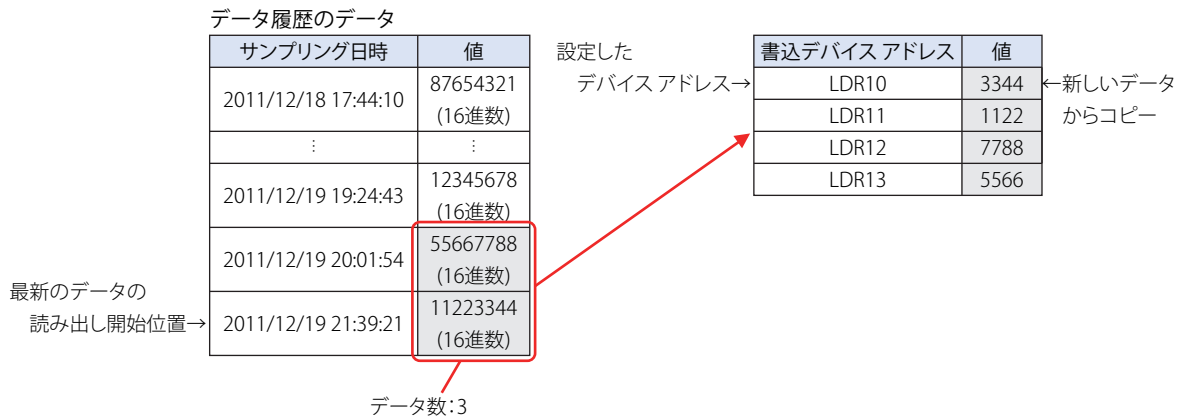 データ履歴のデータ
サンプリング日時 値
2011/12/18 17:44:10 87654321
(16進数)
⋮ ⋮
2011/12/19 19:24:43 12345678
(16進数)
2011/12/19 20:01:54 55667788
(16進数)
最新のデータの
読み出し開始位置→ 2011/12/19 21:39:21 11223344
(16進数)
データ数:3
設定した
デバイス アドレス→
書込デバイス アドレス 値
LDR10 3344
LDR11 1122
LDR12 7788
LDR13 5566
←新しいデータ
からコピー